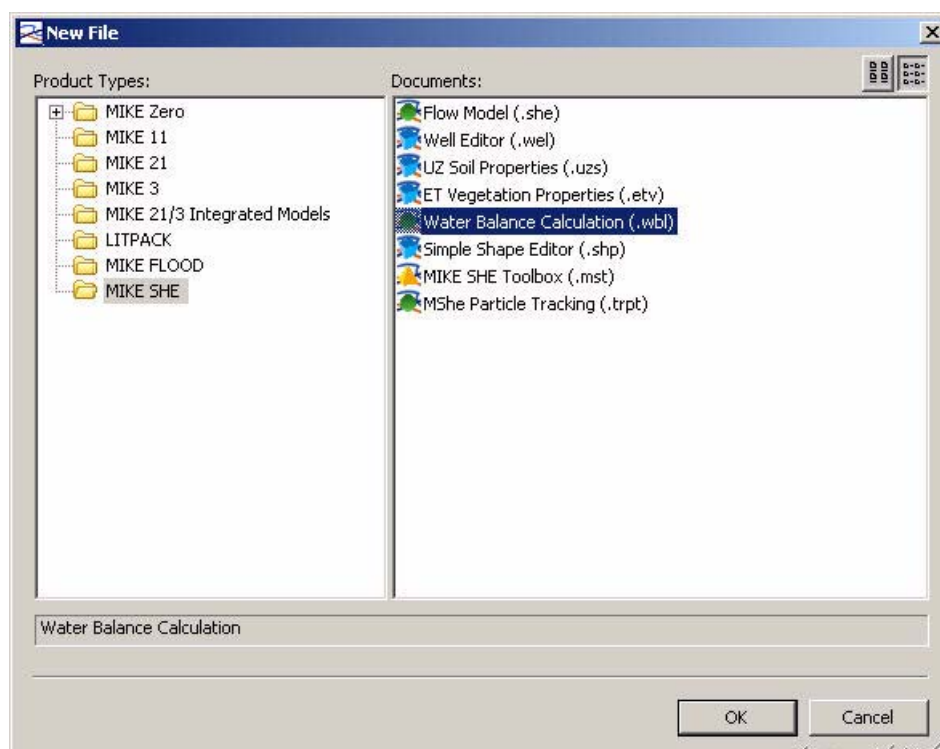 New File
Product Types:
MIKE Zero
MIKE 11
MIKE 21
MIKE 3
MIKE 21/3 Integrated Models
LITPACK
MIKE FLOOD
MIKE SHE
Documents:
Flow Model (.she)
Well Editor (.wel)
UZ Soil Properties (.uzs)
ET Vegetation Properties (.etv)
Water Balance Calculation (.wbl)
Simple Shape Editor (.shp)
MIKE SHE Toolbox (.mst)
MShe Particle Tracking (.trpt)
Water Balance Calculation
OK
Cancel